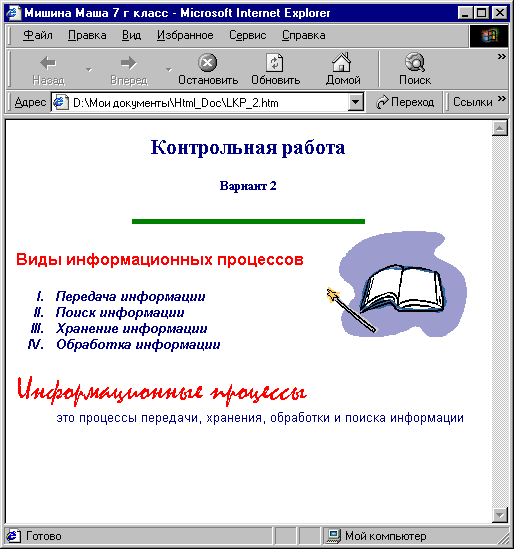 Мишина Маша 7 г класс - Microsoft Internet Explorer
Файл Правка Вид Избранное Сервис Справка
Назад Вперед Остановить Обновить Домой Поиск
Адрес D:\Мои документы\Html_Doc\LKP_2.htm Переход Ссылки
Контрольная работа
Вариант 2
Виды информационных процессов
I. Передача информации
II. Поиск информации
III. Хранение информации
IV. Обработка информации
Информационные процессы
это процессы передачи, хранения, обработки и поиска информации
Готово Мой компьютер